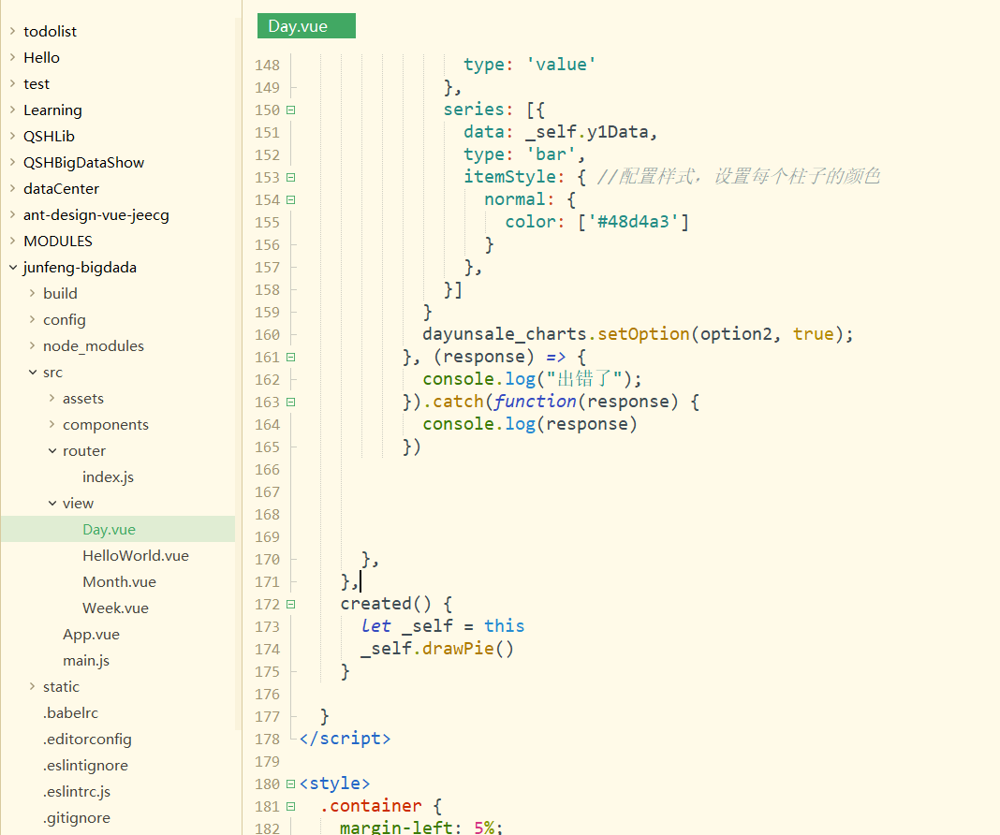 todolist
Hello
test
Learning
QSHLib
QSHBigDataShow
dataCenter
ant-design-vue-jeecg
MODULES
junfeng-bigdada
build
config
node_modules
src
assets
components
router
index.js
view
Day.vue
HelloWorld.vue
Month.vue
Week.vue
App.vue
main.js
static
.babelrc
.editorconfig
.eslintignore
.eslintrc.js
.gitignore
Day.vue
148 type: 'value'
149 },
150 series: [{
151 data: _self.y1Data,
152 type: 'bar',
153 itemStyle: { //配置样式，设置每个柱子的颜色
154 normal: {
155 color: ['#48d4a3']
156 }
157 },
158 }]
159 }
160 dayunsale_charts.setOption(option2, true);
161 }, (response) => {
162 console.log("出错了");
163 }).catch(function(response) {
164 console.log(response)
165 })
166
167
168
169
170 },
171 },
172 created() {
173 let _self = this
174 _self.drawPie()
175 }
176
177 }
178 </script>
179
180 <style>
181 .container {
182 margin-left: 5%;